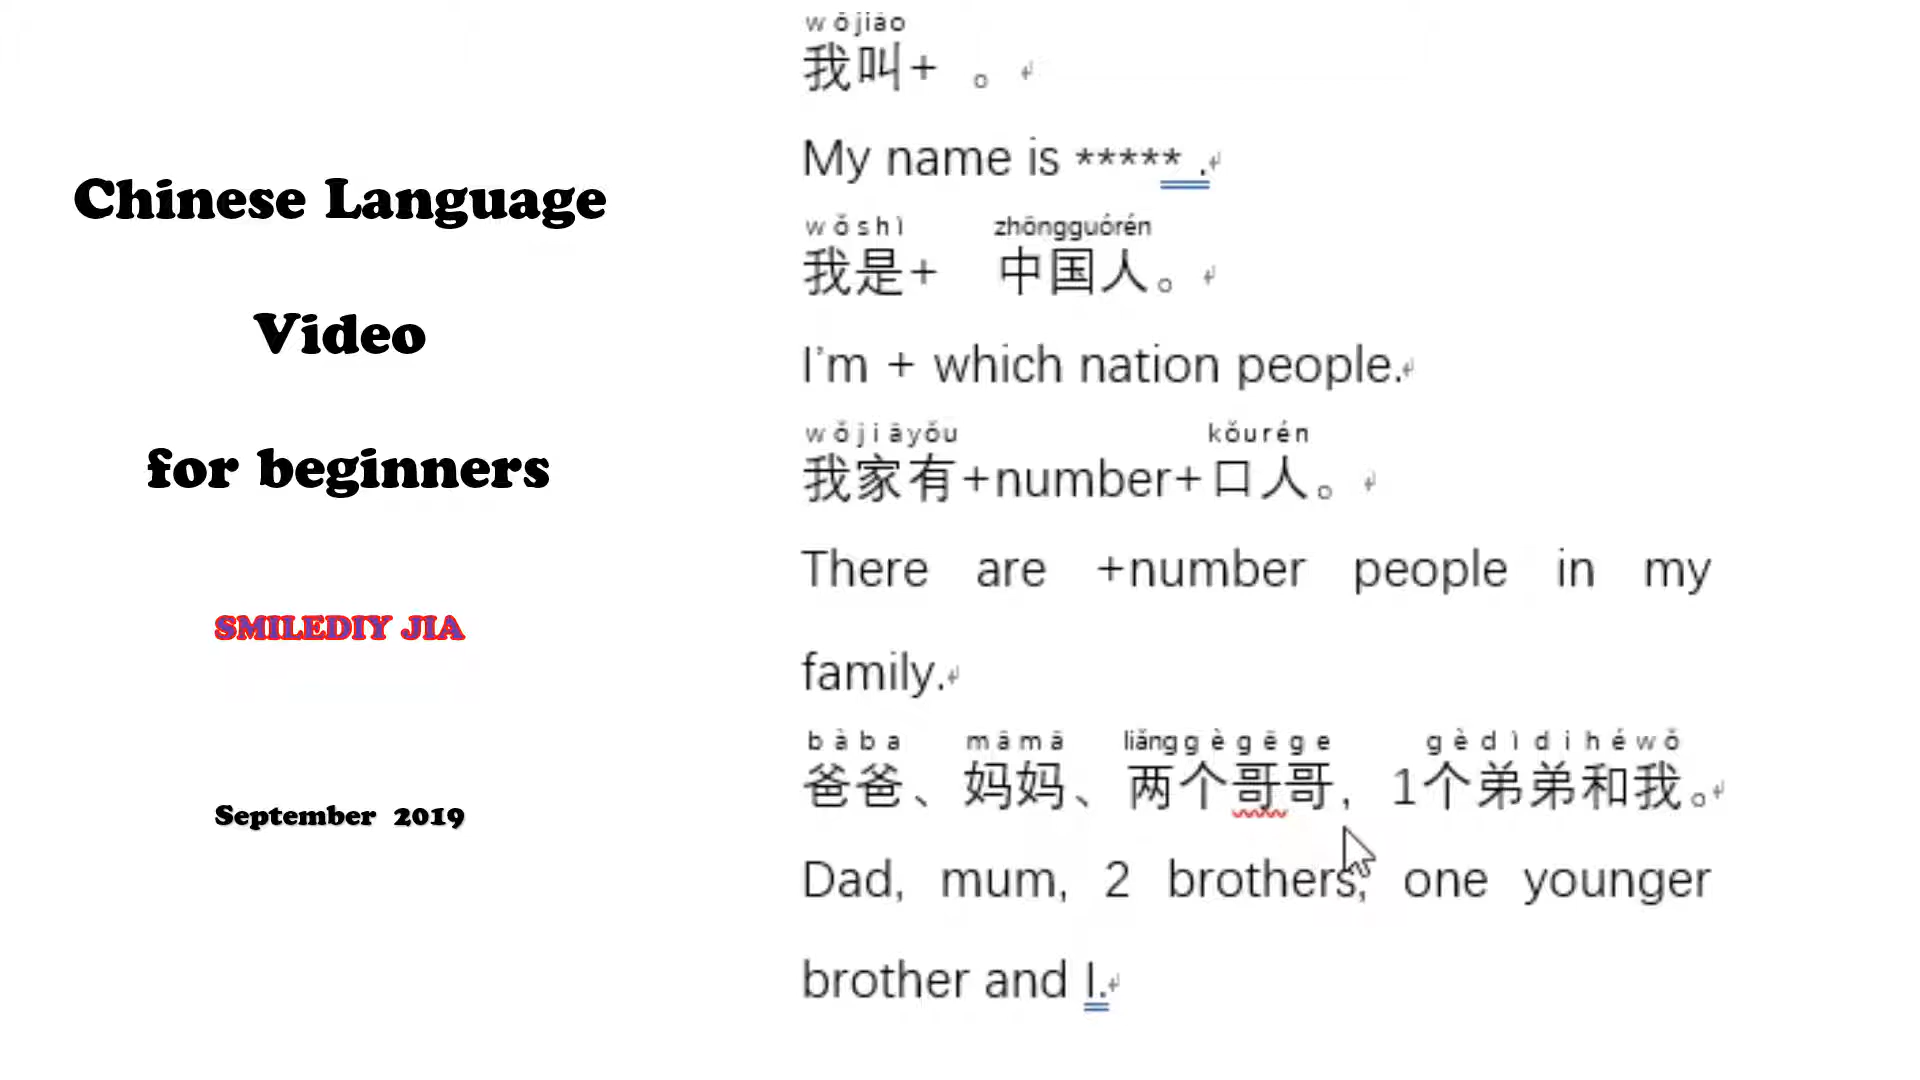 Chinese Language
Video
for beginners
SMILEDIY JIA
September 2019
wǒjiào
我叫+ 。
My name is ***** .
wǒshì zhōngguórén
我是+ 中国人。
I'm + which nation people.
wǒjiāyǒu kǒurén
我家有+number+口人。
There are +number people in my
family.
bàba māmā liǎnggègēge gèdìdihéwǒ
爸爸、妈妈、两个哥哥, 1个弟弟和我。
Dad, mum, 2 brothers, one younger
brother and I.